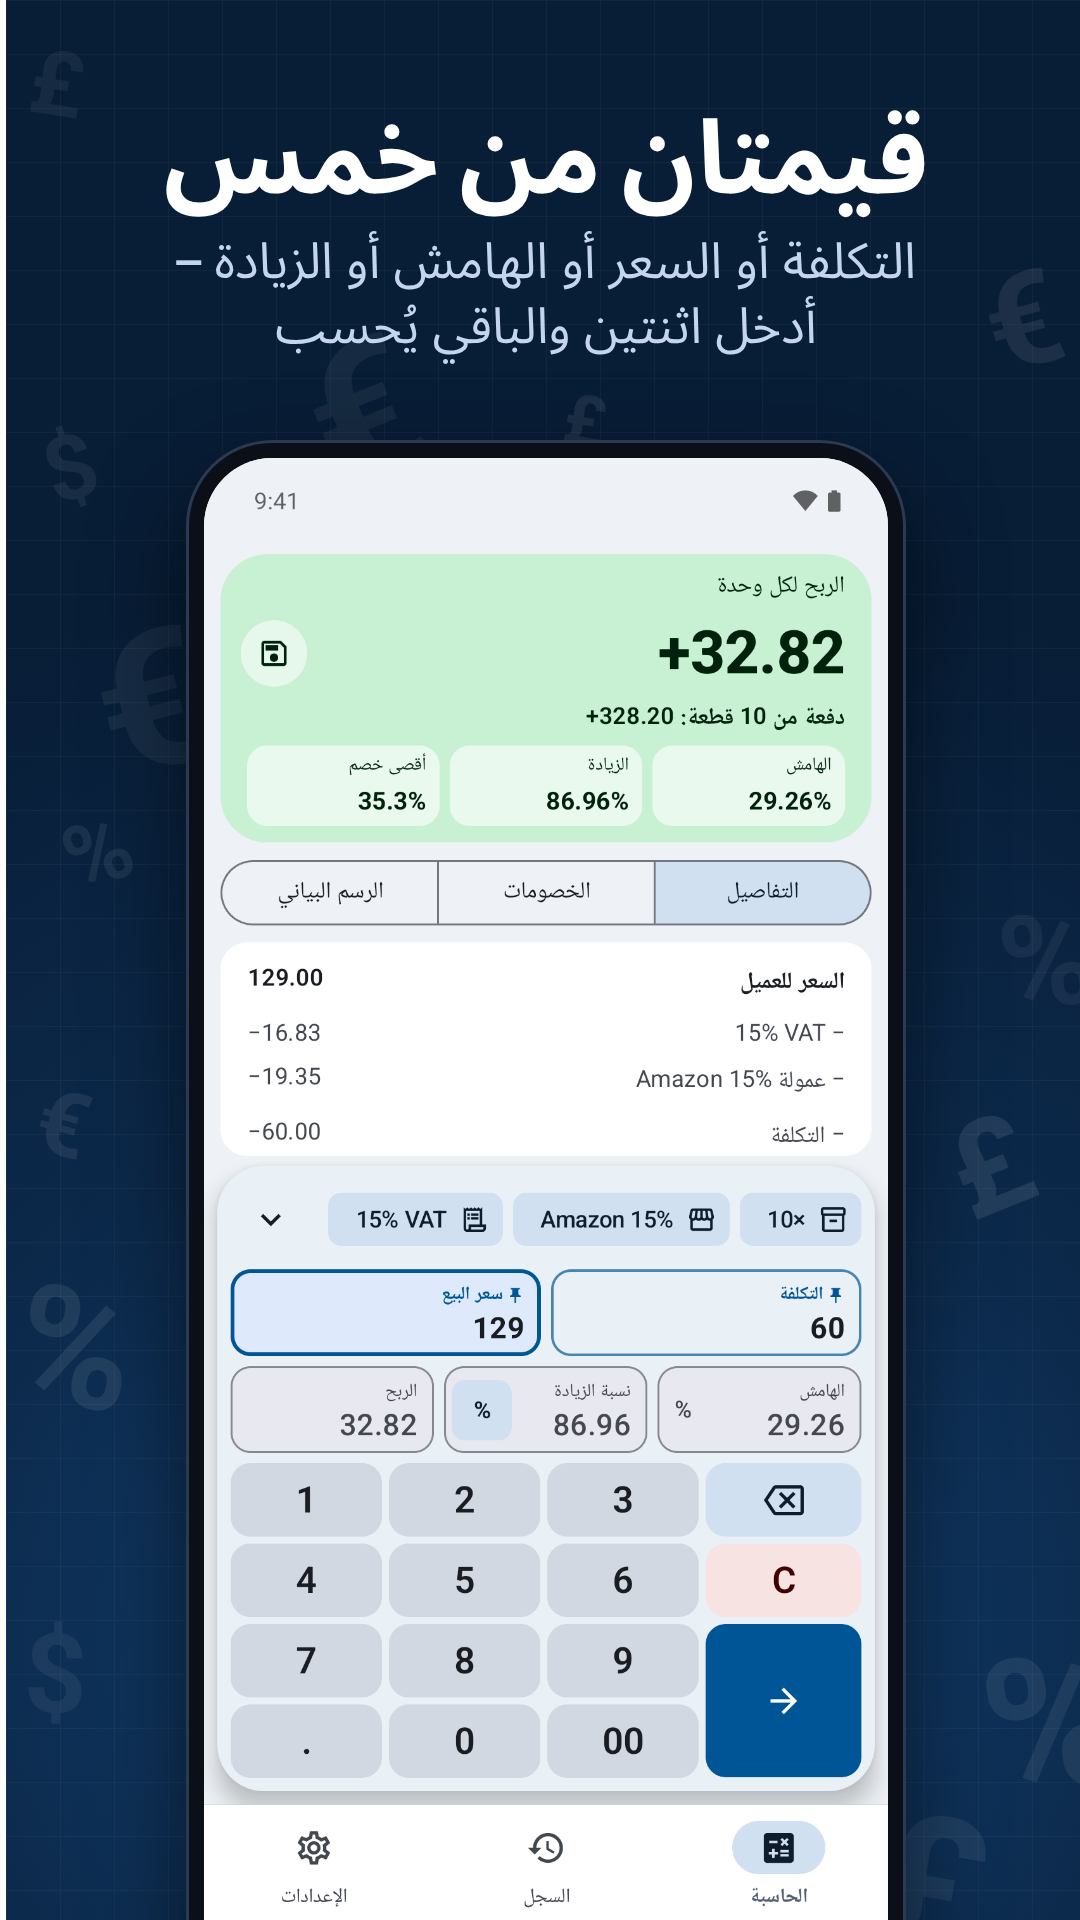 قيمتان من خمس
التكلفة أو السعر أو الهامش أو الزيادة –
أدخل اثنتين والباقي يُحسب
9:41
الربح لكل وحدة
+32.82
دفعة من 10 قطعة: 328.20+
الهامش
29.26%
الزيادة
86.96%
أقصى خصم
35.3%
التفاصيل
الخصومات
الرسم البياني
السعر للعميل 129.00
− 15% VAT −16.83
− عمولة Amazon 15% −19.35
− التكلفة −60.00
10×
Amazon 15%
15% VAT
التكلفة
60
سعر البيع
129
الهامش
29.26 %
نسبة الزيادة
86.96 %
الربح
32.82
1 2 3
4 5 6 C
7 8 9
. 0 00
الحاسبة
السجل
الإعدادات